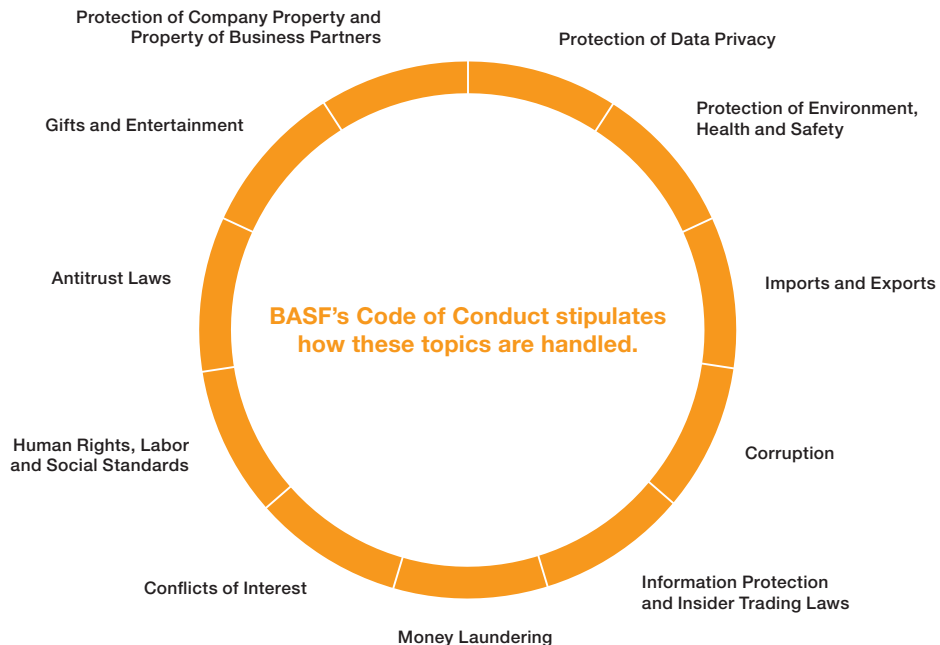 Protection of Company Property and
Property of Business Partners
Protection of Data Privacy
Gifts and Entertainment
Protection of Environment,
Health and Safety
Antitrust Laws
Imports and Exports
BASF’s Code of Conduct stipulates
how these topics are handled.
Human Rights, Labor
and Social Standards
Corruption
Conflicts of Interest
Information Protection
and Insider Trading Laws
Money Laundering